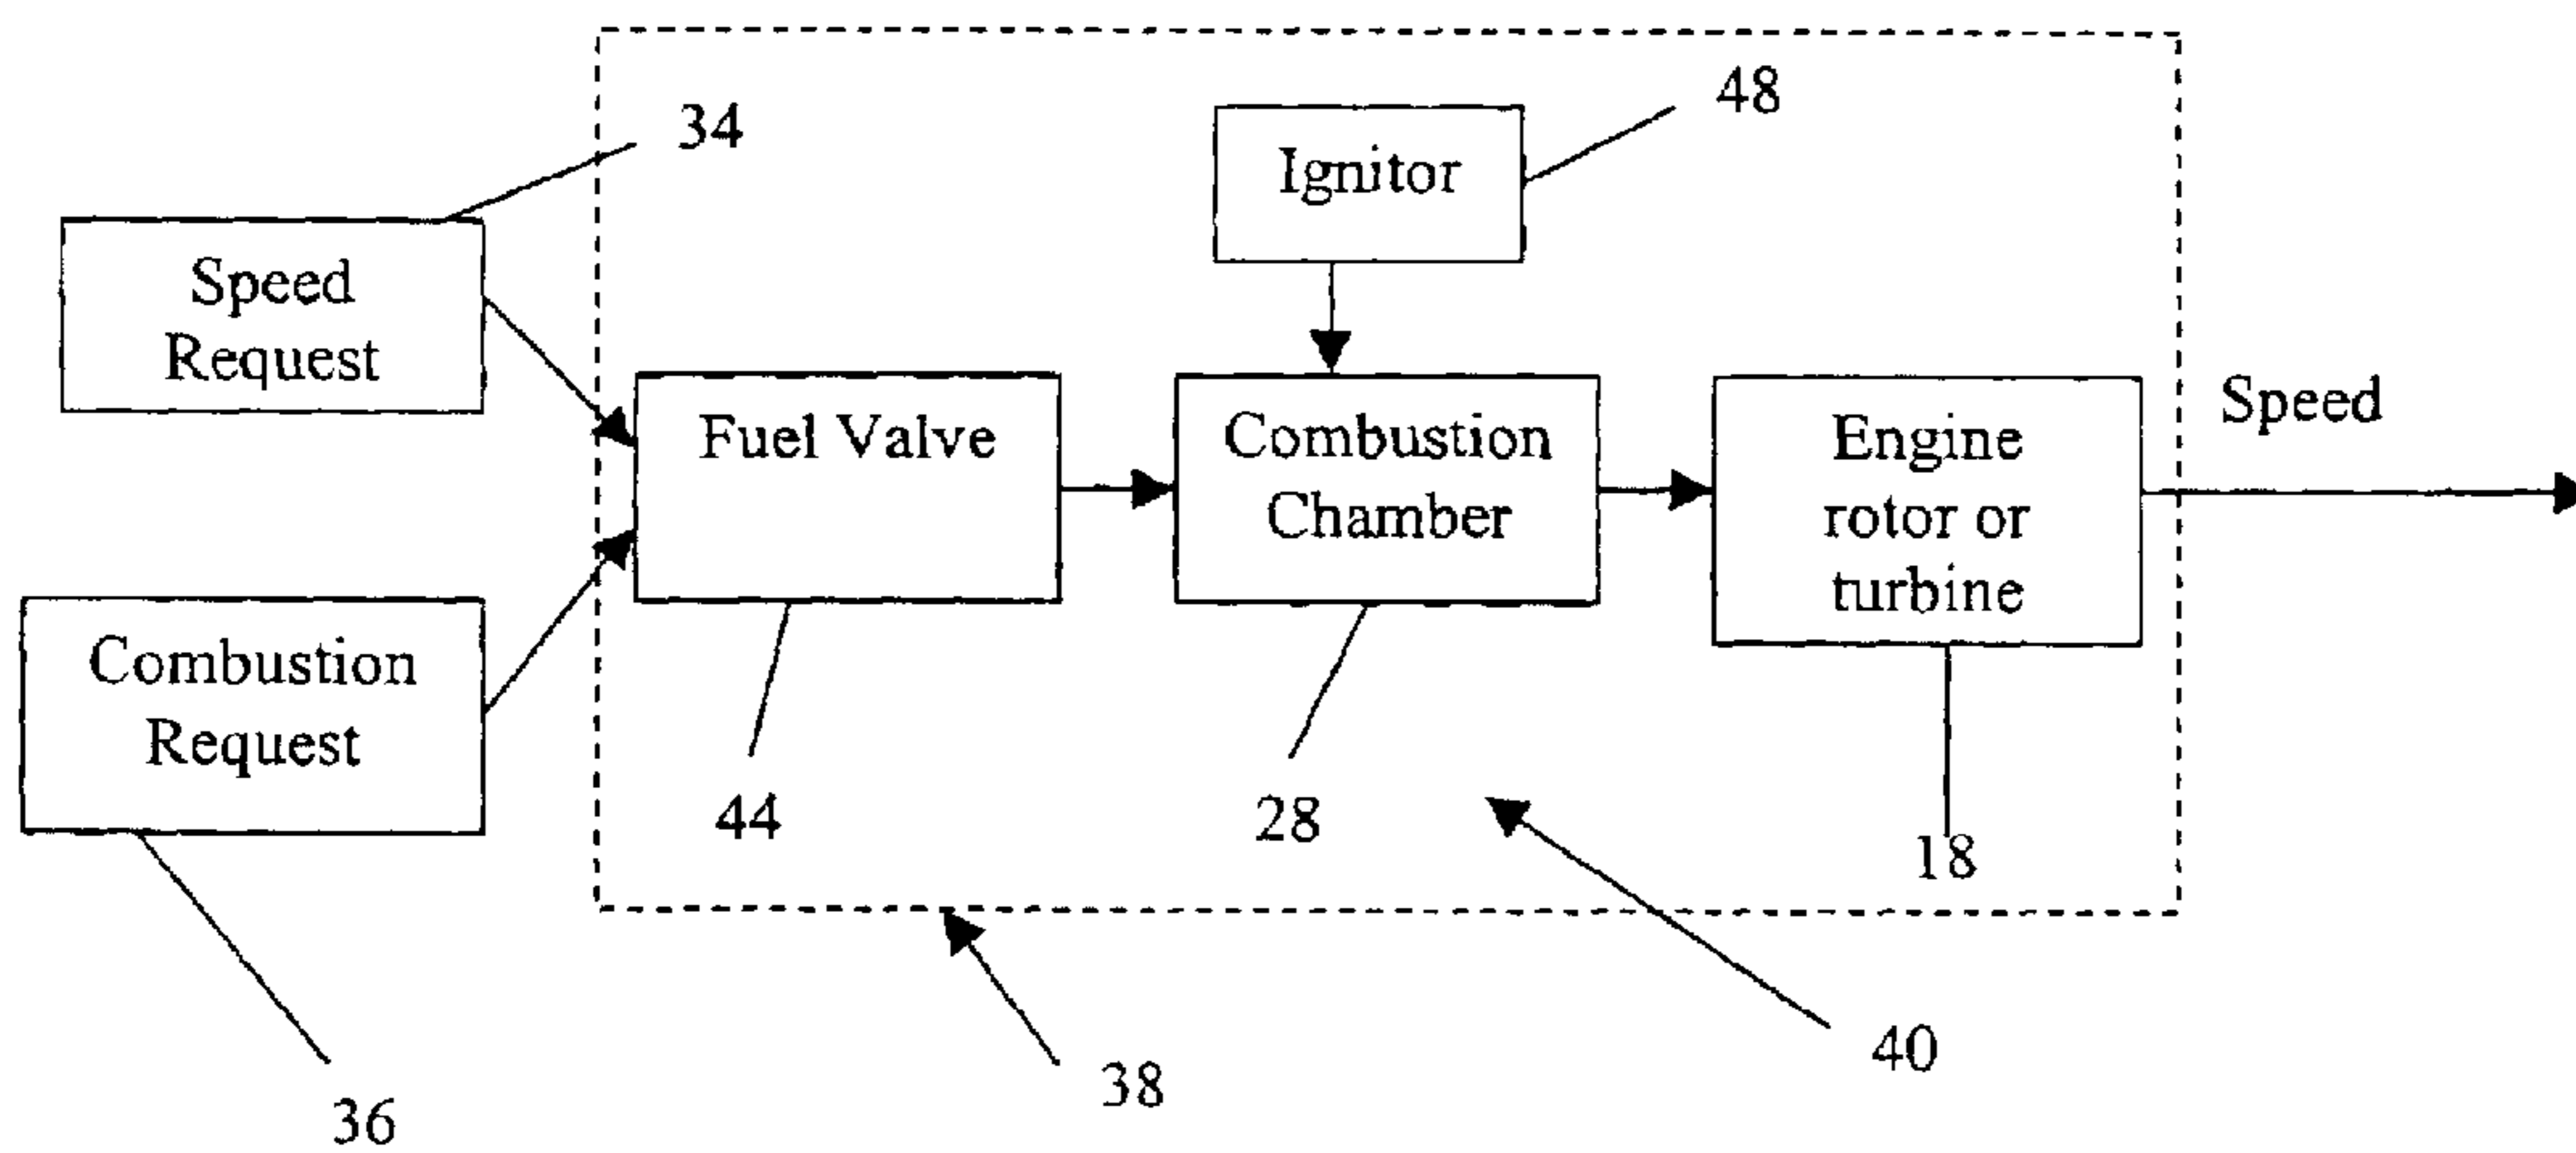 48
34
Ignitor
Speed
Request
Fuel Valve
Combustion
Chamber
Engine
rotor or
turbine
Speed
Combustion
Request
44
28
18
40
38
36